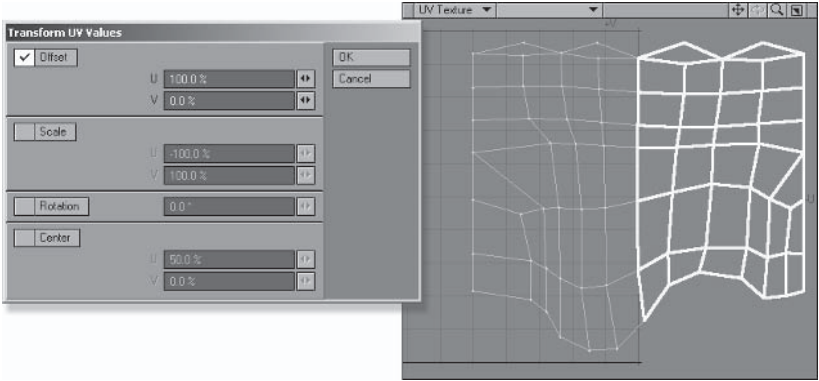 Transform UV Values
Offset
U 100.0 %
V 0.0 %
Scale
U -100.0 %
V 100.0 %
Rotation 0.0 °
Center
U 50.0 %
V 0.0 %
OK
Cancel
UV Texture
U